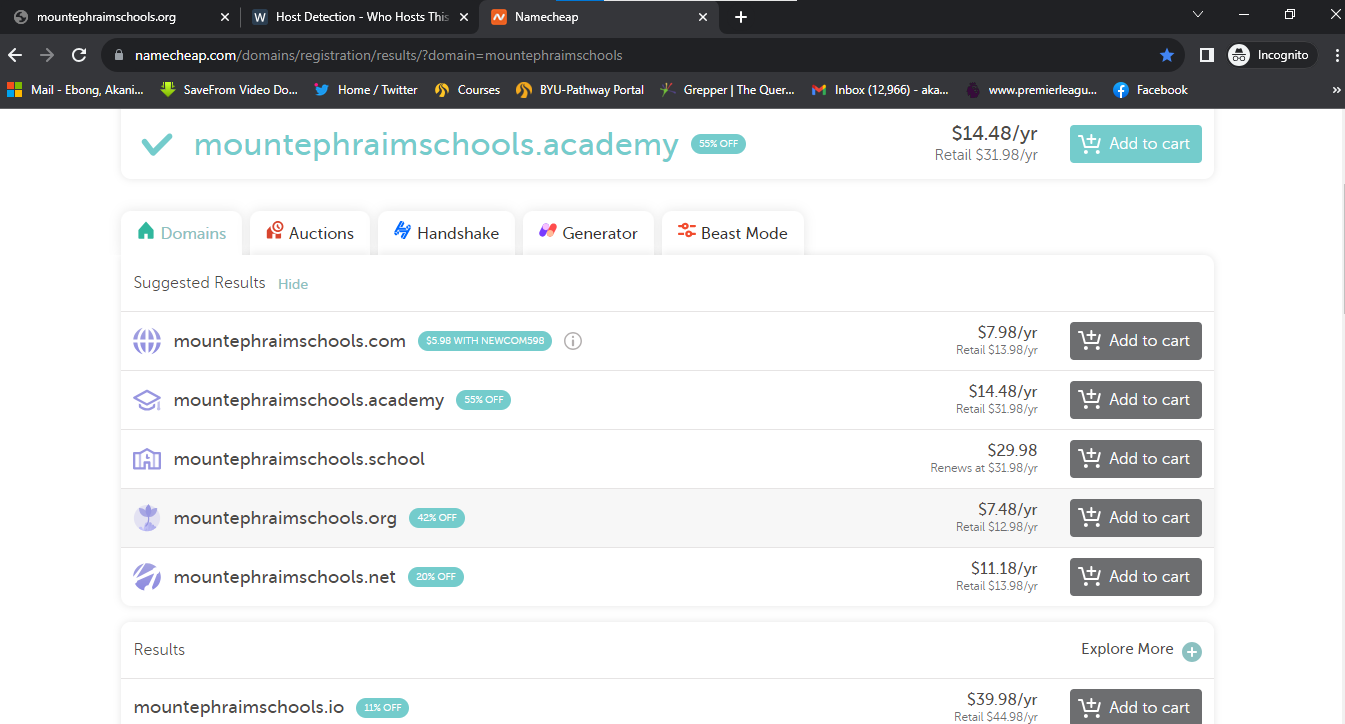 mountephraimschools.org
Host Detection - Who Hosts This
Namecheap
namecheap.com/domains/registration/results/?domain=mountephraimschools
Incognito
Mail - Ebong, Akani...
SaveFrom Video Do...
Home / Twitter
Courses
BYU-Pathway Portal
Grepper | The Quer...
Inbox (12,966) - aka...
www.premierleagu...
Facebook
»
mountephraimschools.academy 55% OFF
$14.48/yr
Retail $31.98/yr
Add to cart
Domains
Auctions
Handshake
Generator
Beast Mode
Suggested Results Hide
mountephraimschools.com $5.98 WITH NEWCOM598
$7.98/yr
Retail $13.98/yr
Add to cart
mountephraimschools.academy 55% OFF
$14.48/yr
Retail $31.98/yr
Add to cart
mountephraimschools.school
$29.98
Renews at $31.98/yr
Add to cart
mountephraimschools.org 42% OFF
$7.48/yr
Retail $12.98/yr
Add to cart
mountephraimschools.net 20% OFF
$11.18/yr
Retail $13.98/yr
Add to cart
Results
Explore More
mountephraimschools.io 11% OFF
$39.98/yr
Retail $44.98/yr
Add to cart